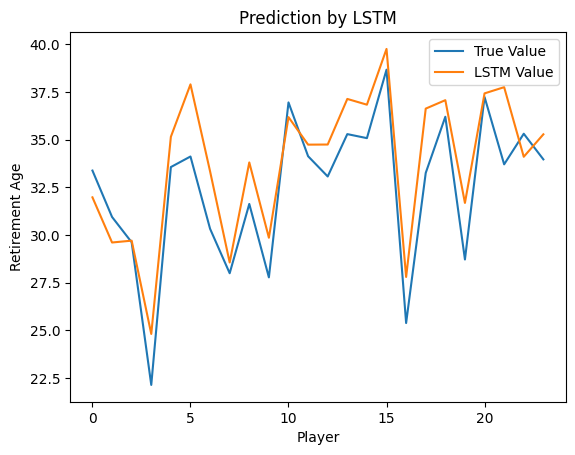 Prediction by LSTM
True Value
LSTM Value
Retirement Age
40.0
37.5
35.0
32.5
30.0
27.5
25.0
22.5
0
5
10
15
20
Player